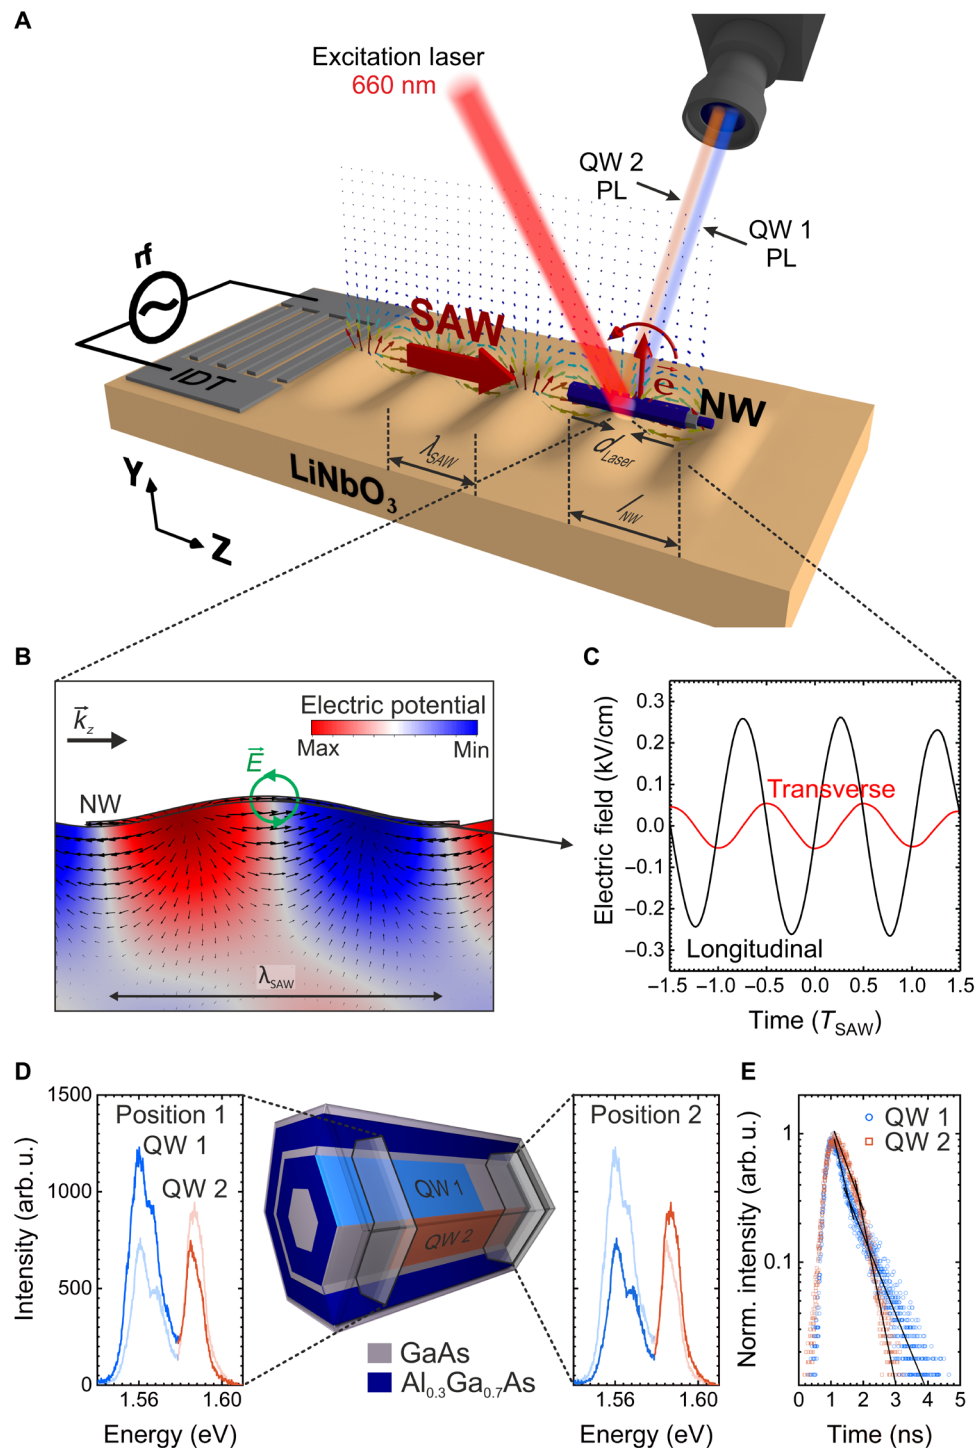 A
Excitation laser
660 nm
QW 2
PL
QW 1
PL
rf
SAW
IDT
e
NW
λSAW
dLaser
lNW
LiNbO3
Y
Z
B
kz
Electric potential
Max
Min
E
NW
λSAW
C
Electric field (kV/cm)
0.3
0.2
0.1
0.0
−0.1
−0.2
−0.3
Transverse
Longitudinal
−1.5
−1.0
−0.5
0.0
0.5
1.0
1.5
Time (TSAW)
D
Intensity (arb. u.)
1500
1000
500
0
Position 1
QW 1
QW 2
1.56
1.60
Energy (eV)
QW 1
QW 2
GaAs
Al0.3Ga0.7As
Position 2
1.56
1.60
Energy (eV)
E
Norm. intensity (arb. u.)
1
0.1
QW 1
QW 2
0
1
2
3
4
5
Time (ns)